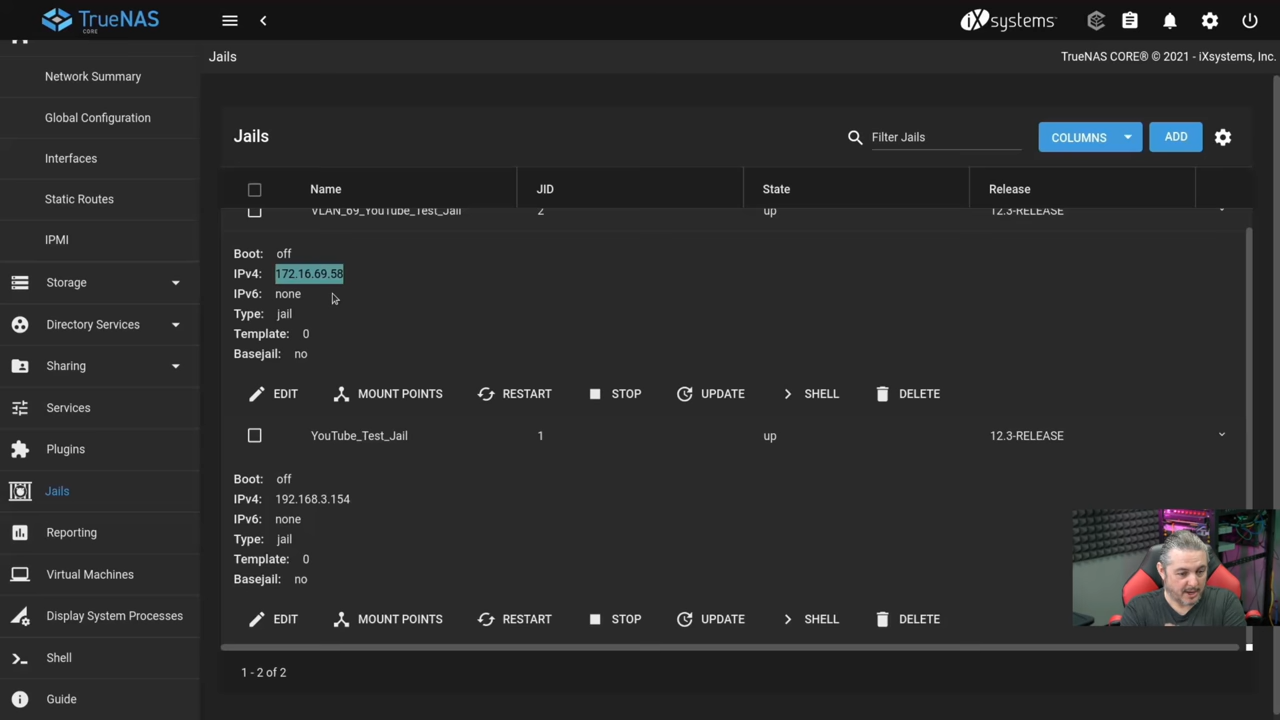 TrueNAS
CORE
iXsystems
Jails
TrueNAS CORE® © 2021 - iXsystems, Inc.
Network Summary
Global Configuration
Interfaces
Static Routes
IPMI
Storage
Directory Services
Sharing
Services
Plugins
Jails
Reporting
Virtual Machines
Display System Processes
Shell
Guide
Jails
Filter Jails
COLUMNS
ADD
Name JID State Release
VLAN_69_YouTube_Test_Jail 2 up 12.3-RELEASE
Boot: off
IPv4: 172.16.69.58
IPv6: none
Type: jail
Template: 0
Basejail: no
EDIT MOUNT POINTS RESTART STOP UPDATE SHELL DELETE
YouTube_Test_Jail 1 up 12.3-RELEASE
Boot: off
IPv4: 192.168.3.154
IPv6: none
Type: jail
Template: 0
Basejail: no
EDIT MOUNT POINTS RESTART STOP UPDATE SHELL DELETE
1 - 2 of 2